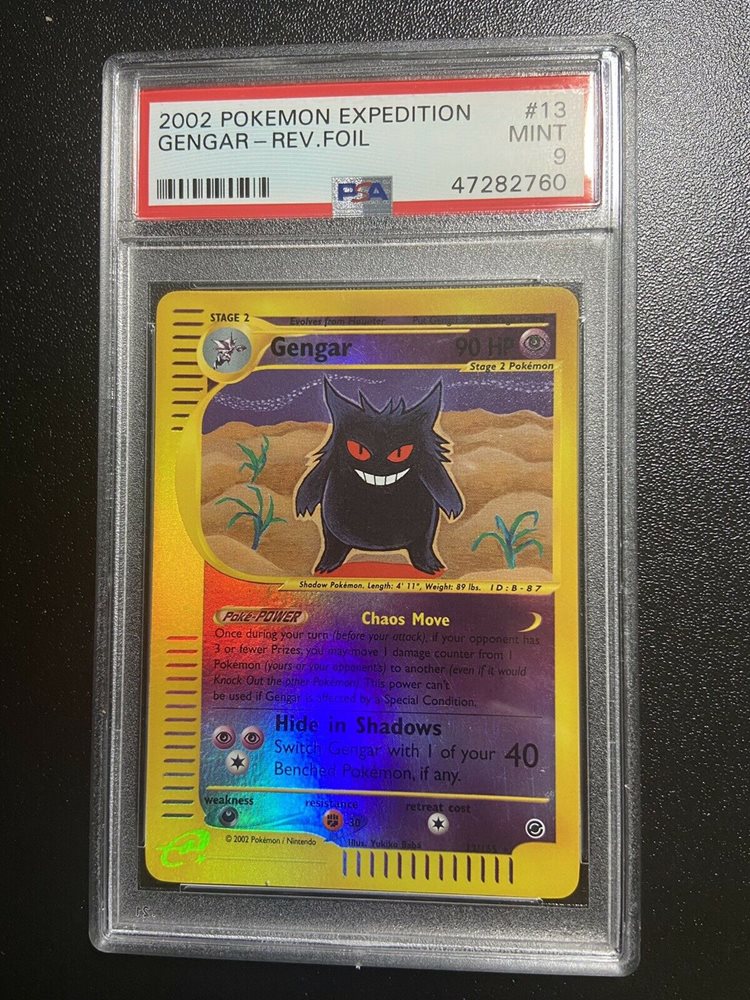 2002 POKEMON EXPEDITION #13
GENGAR – REV.FOIL MINT
9
PSA 47282760
STAGE 2 Evolves from Haunter
Gengar 90 HP
Stage 2 Pokémon
Shadow Pokémon. Length: 4' 11", Weight: 89 lbs. ID:B-87
Poké-POWER Chaos Move
Once during your turn (before your attack), if your opponent has
3 or fewer Prizes, you may move 1 damage counter from 1
Pokémon (yours or your opponent's) to another (even if it would
Knock Out the other Pokémon). This power can't
be used if Gengar is affected by a Special Condition.
Hide in Shadows
Switch Gengar with 1 of your 40
Benched Pokémon, if any.
weakness resistance retreat cost
30
© 2002 Pokémon / Nintendo Illus. Yukiko Baba